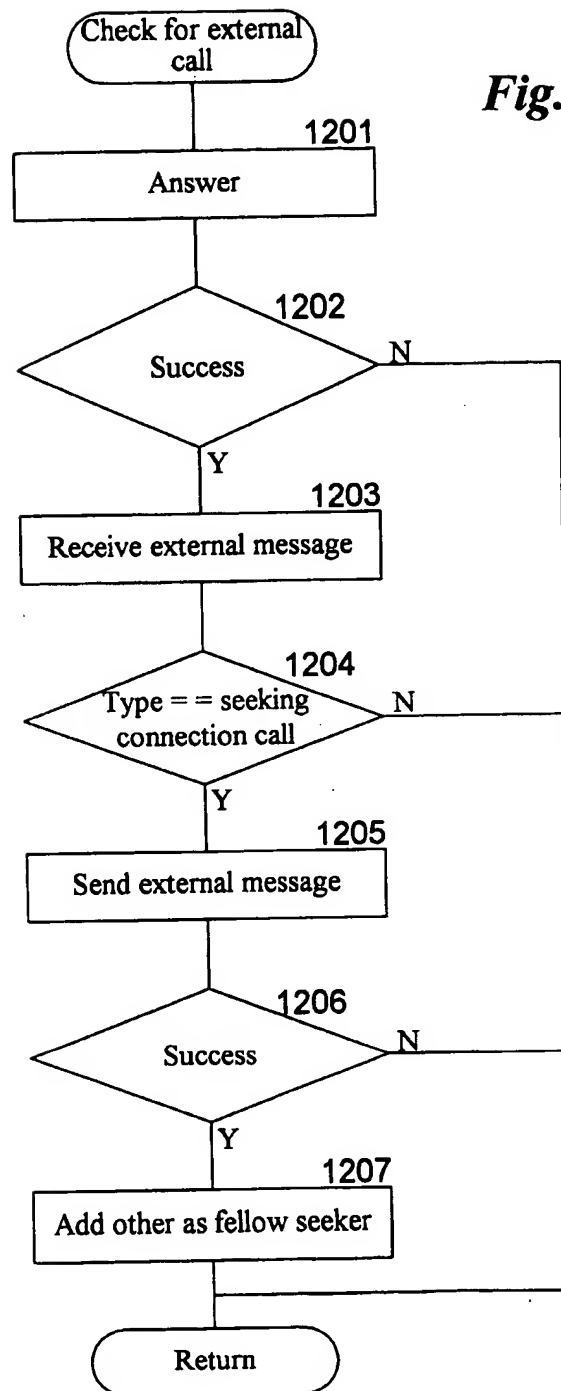 Check for external
call
Fig.
1201
Answer
1202
Success
N
Y
1203
Receive external message
1204
Type = = seeking
connection call
N
Y
1205
Send external message
1206
Success
N
Y
1207
Add other as fellow seeker
Return